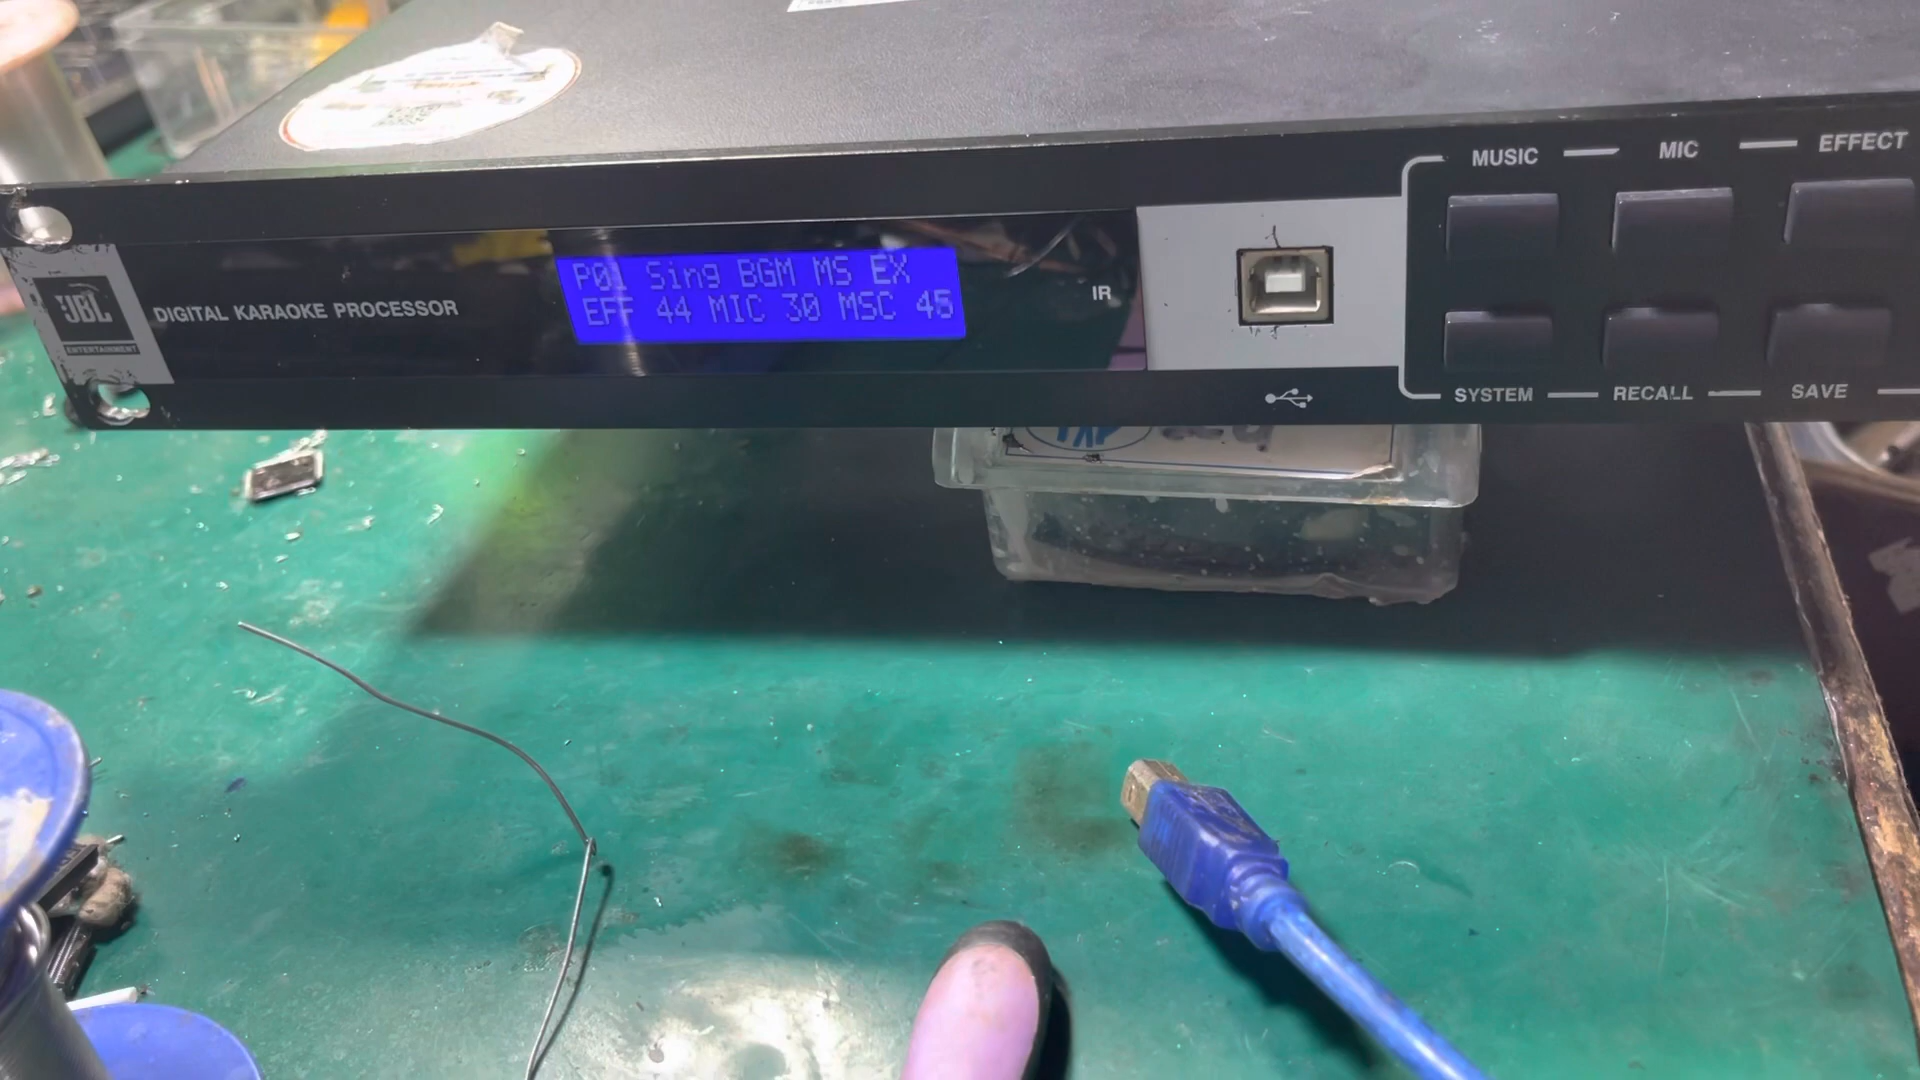 MUSIC MIC EFFECT
JBL
ENTERTAINMENT
DIGITAL KARAOKE PROCESSOR
P01 Sing BGM MS EX
EFF 44 MIC 30 MSC 45
IR
SYSTEM RECALL SAVE